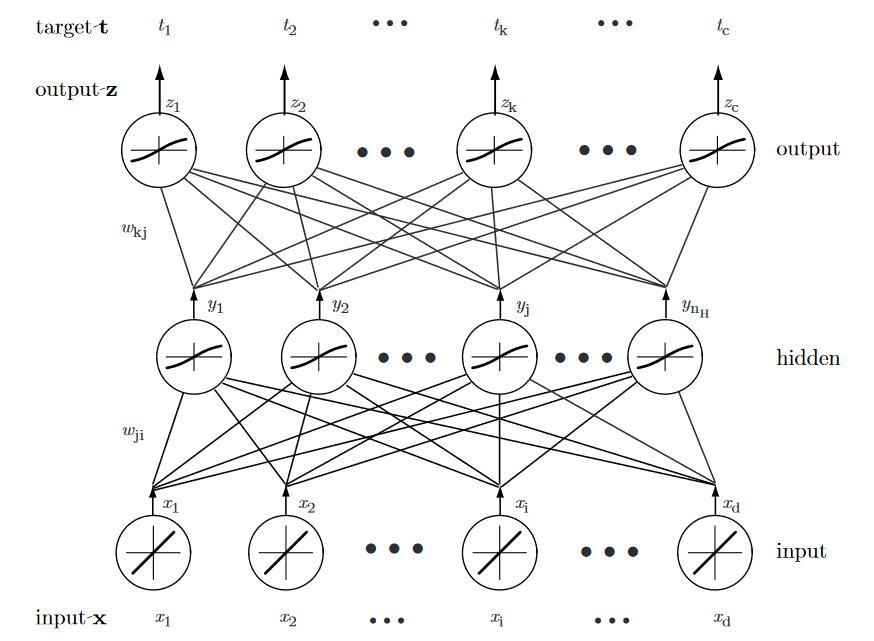 target-t t1 t2 ••• tk ••• tc
output-z
z1 z2 zk zc
••• ••• output
wkj
y1 y2 yj ynH
••• ••• hidden
wji
x1 x2 xi xd
••• ••• input
input-x x1 x2 ••• xi ••• xd